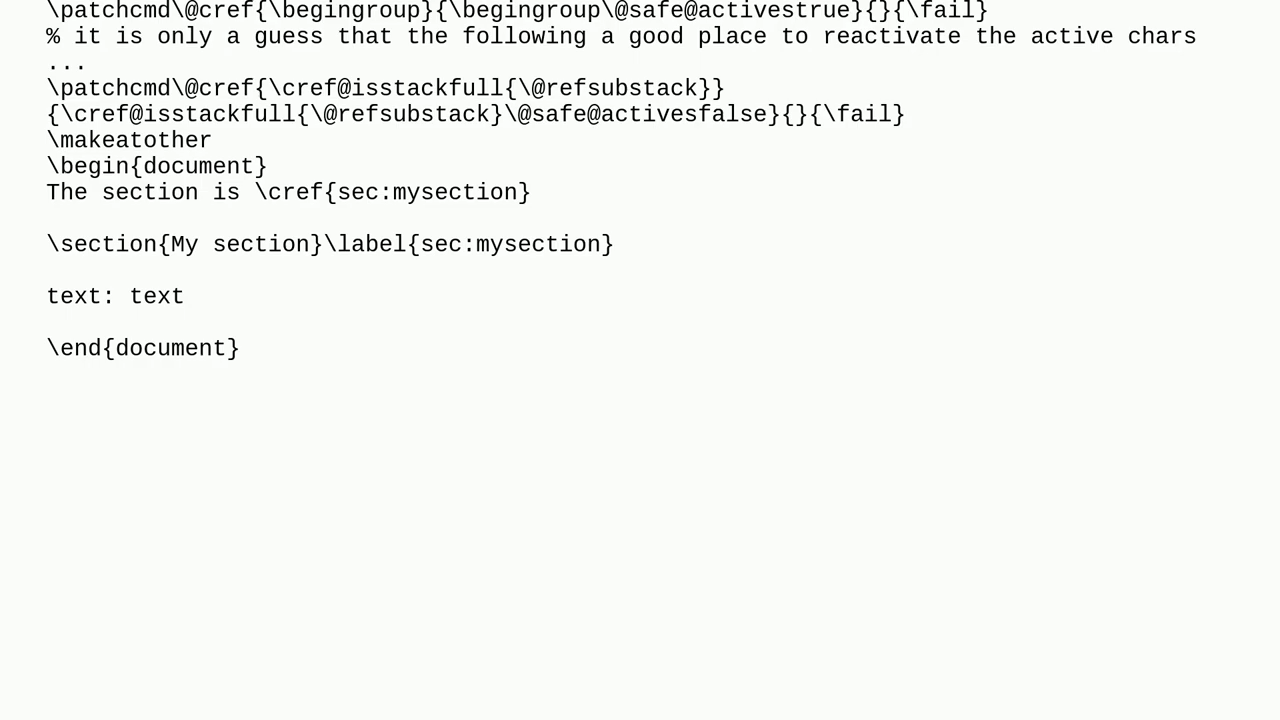 \patchcmd\@cref{\begingroup}{\begingroup\@safe@activestrue}{}{\fail}
% it is only a guess that the following a good place to reactivate the active chars
...
\patchcmd\@cref{\cref@isstackfull{\@refsubstack}}
{\cref@isstackfull{\@refsubstack}\@safe@activesfalse}{}{\fail}
\makeatother
\begin{document}
The section is \cref{sec:mysection}
\section{My section}\label{sec:mysection}
text: text
\end{document}